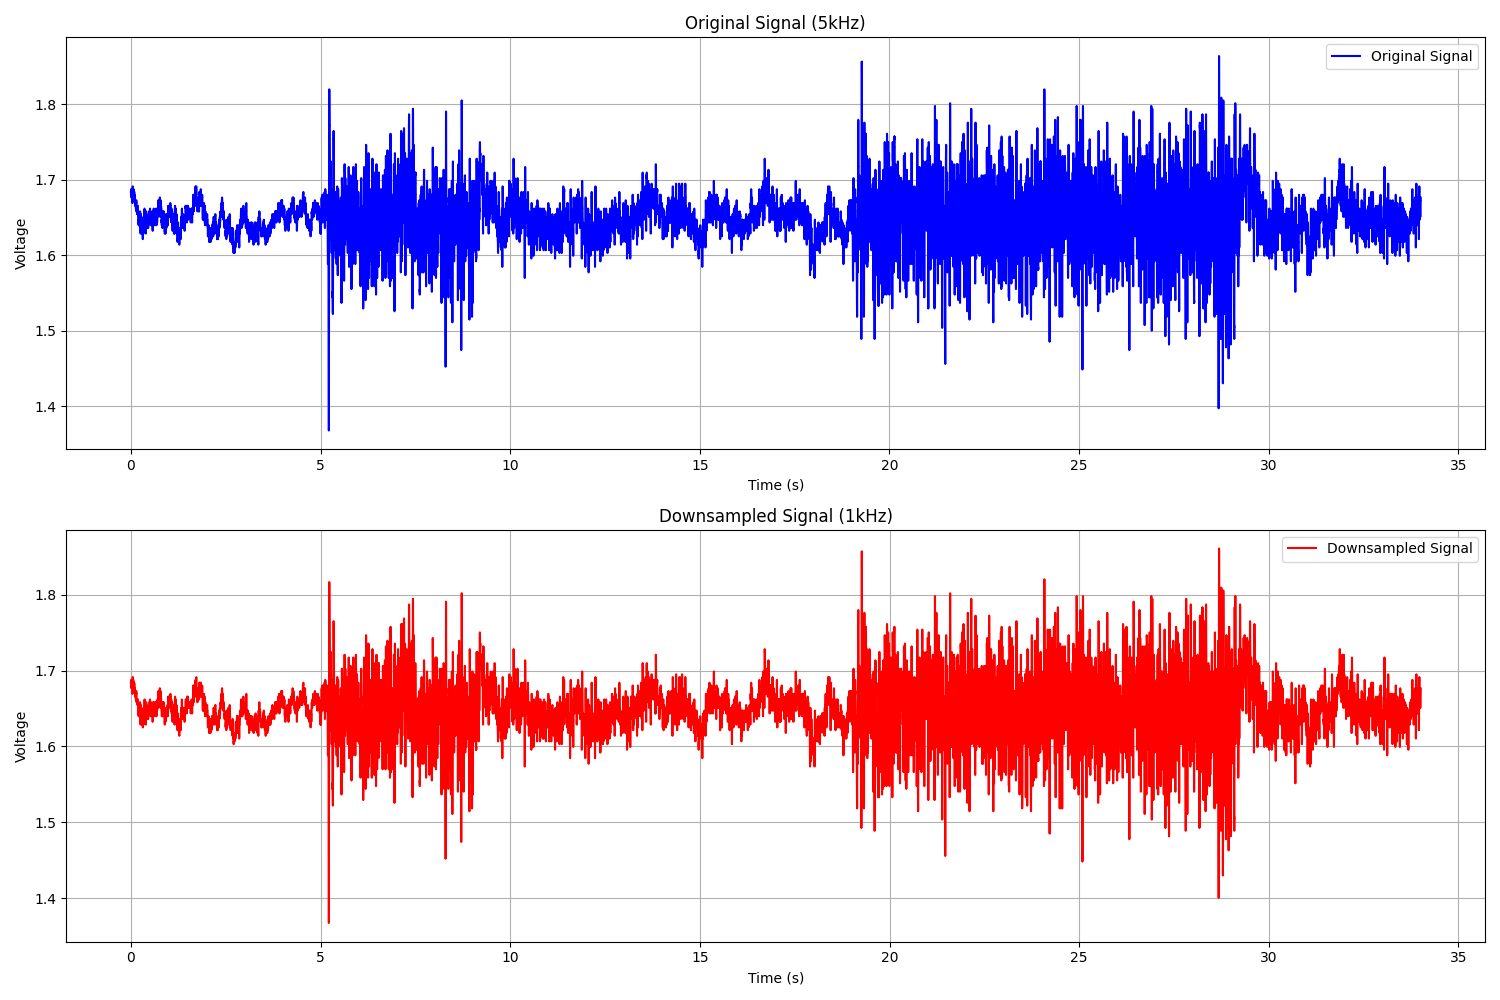 Original Signal (5kHz)
Original Signal
Voltage
1.8
1.7
1.6
1.5
1.4
0 5 10 15 20 25 30 35
Time (s)
Downsampled Signal (1kHz)
Downsampled Signal
Voltage
1.8
1.7
1.6
1.5
1.4
0 5 10 15 20 25 30 35
Time (s)